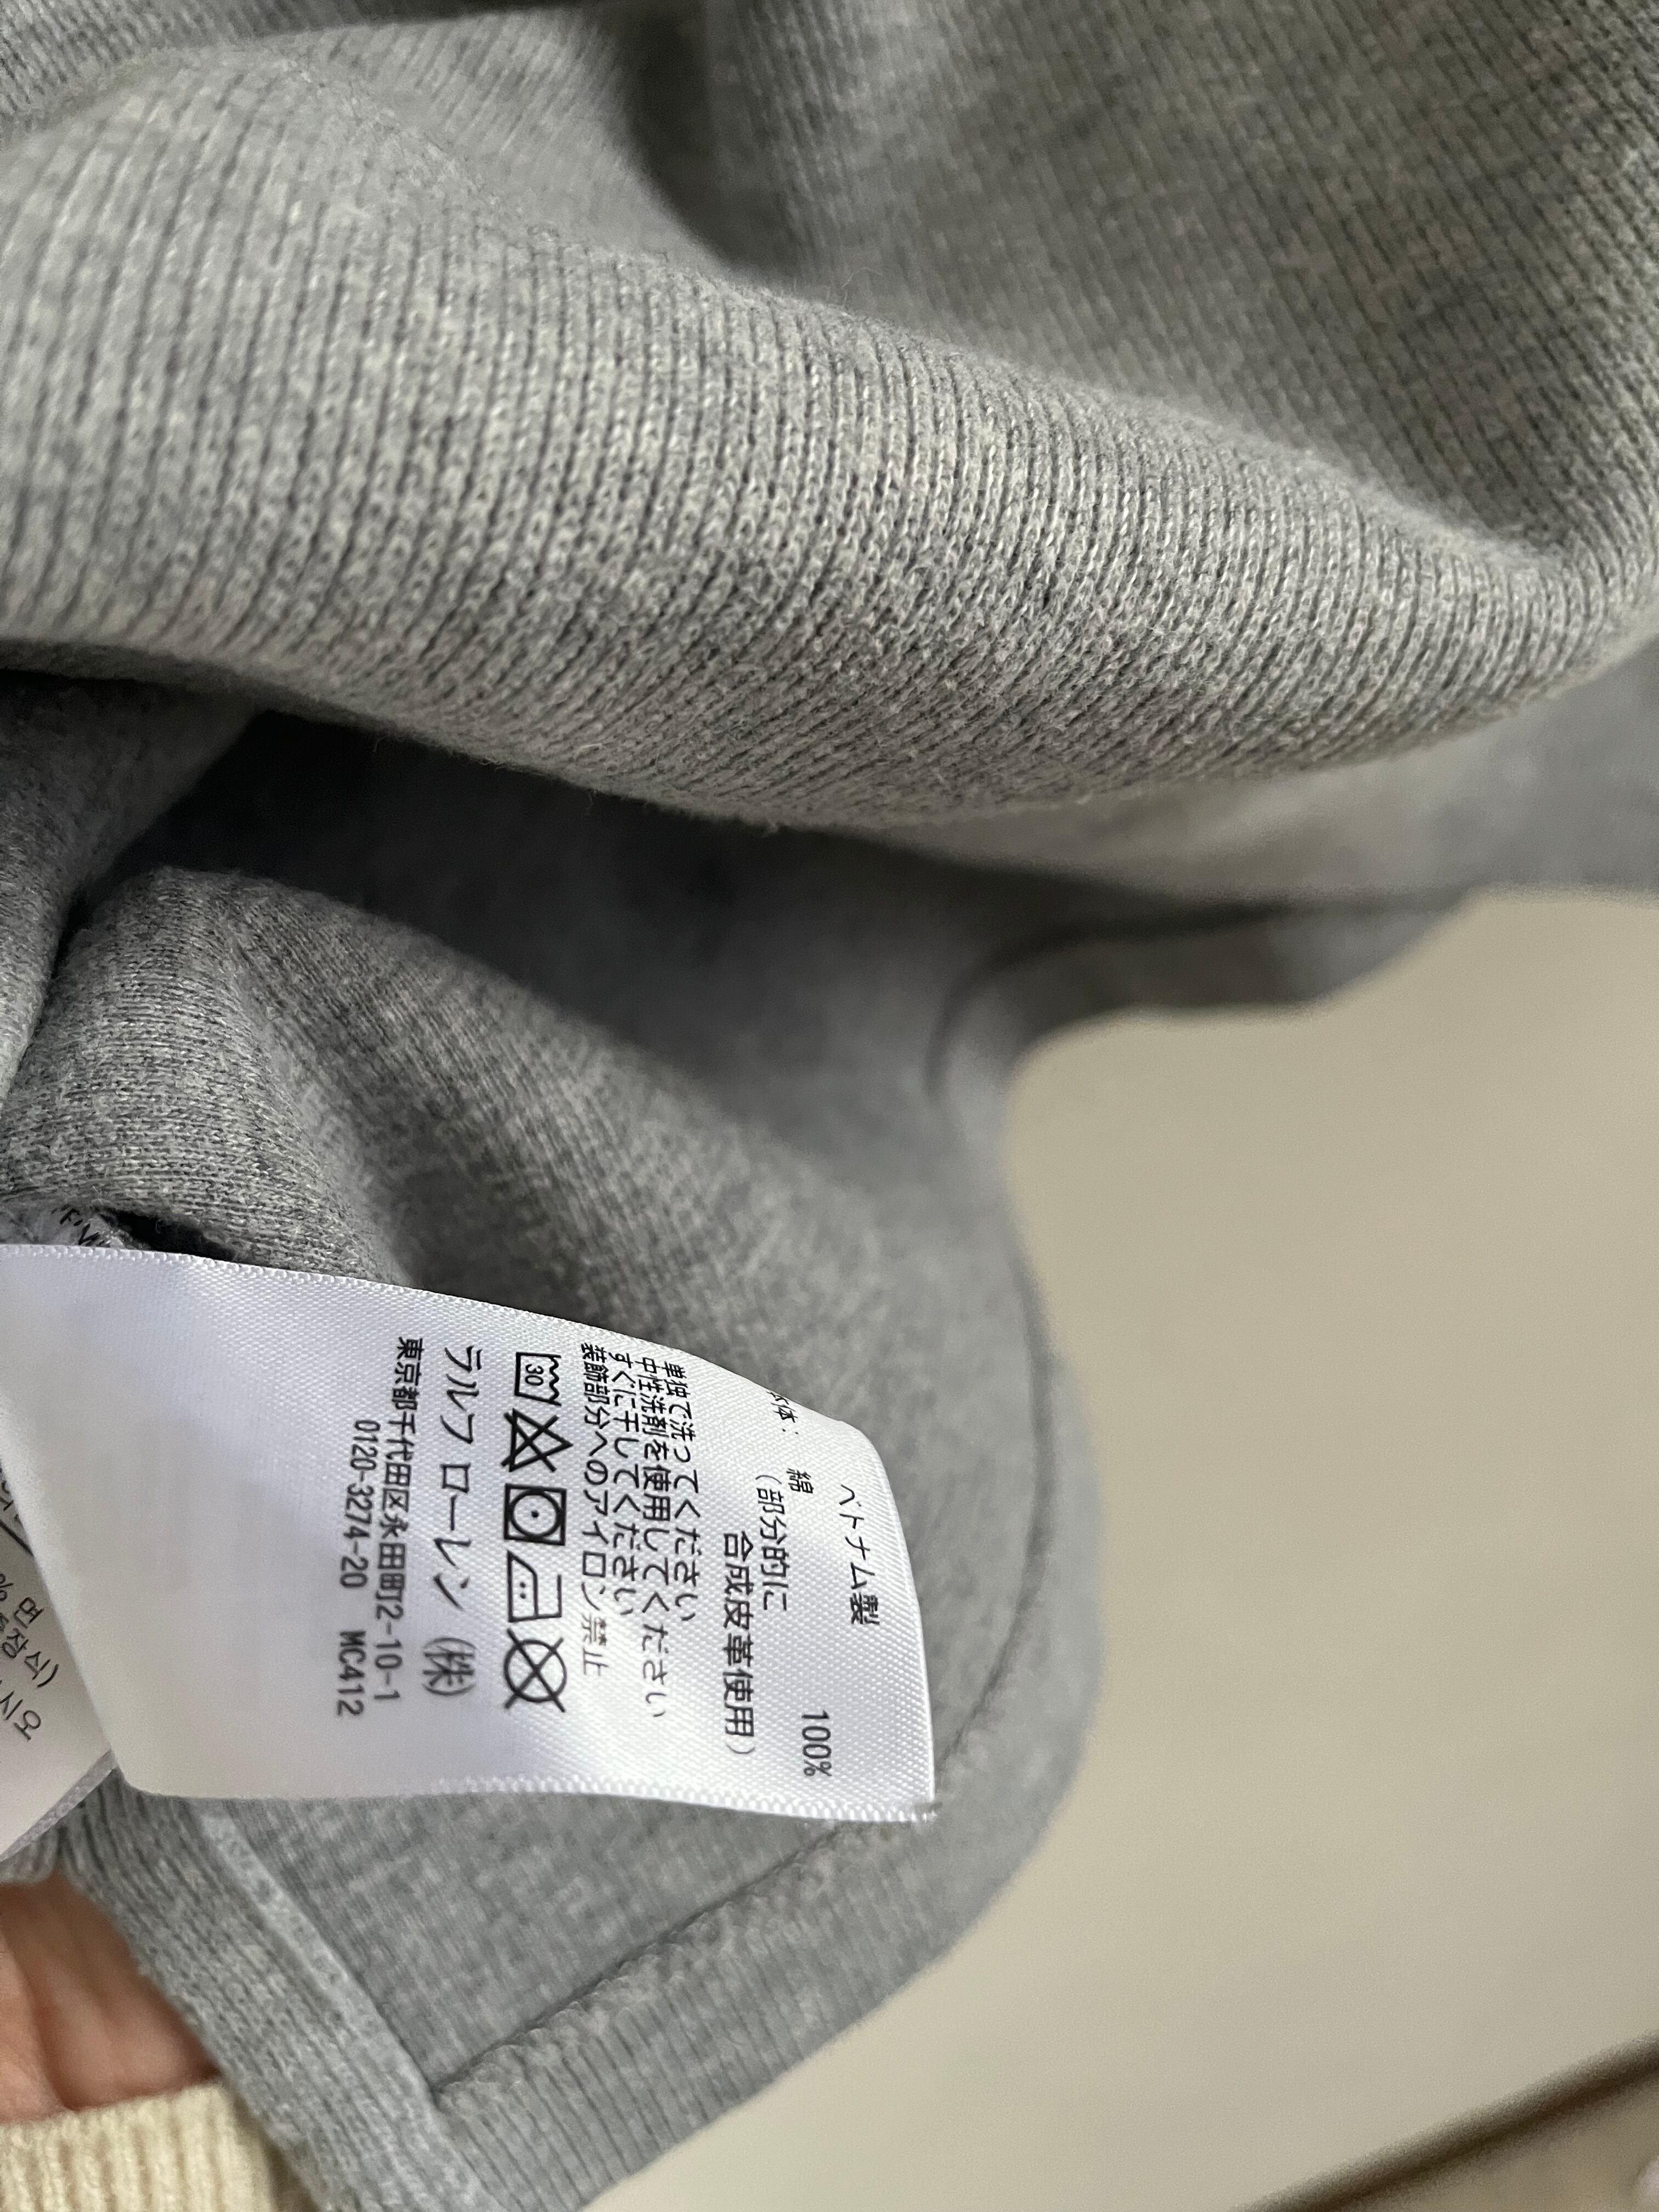 ベトナム製
体:
綿 100%
(部分的に
合成皮革使用)
単独で洗ってください
中性洗剤を使用してください
すぐに干してください
装飾部分へのアイロン禁止
30
ラルフ ローレン (株)
東京都千代田区永田町2-10-1
0120-3274-20 MC412
면